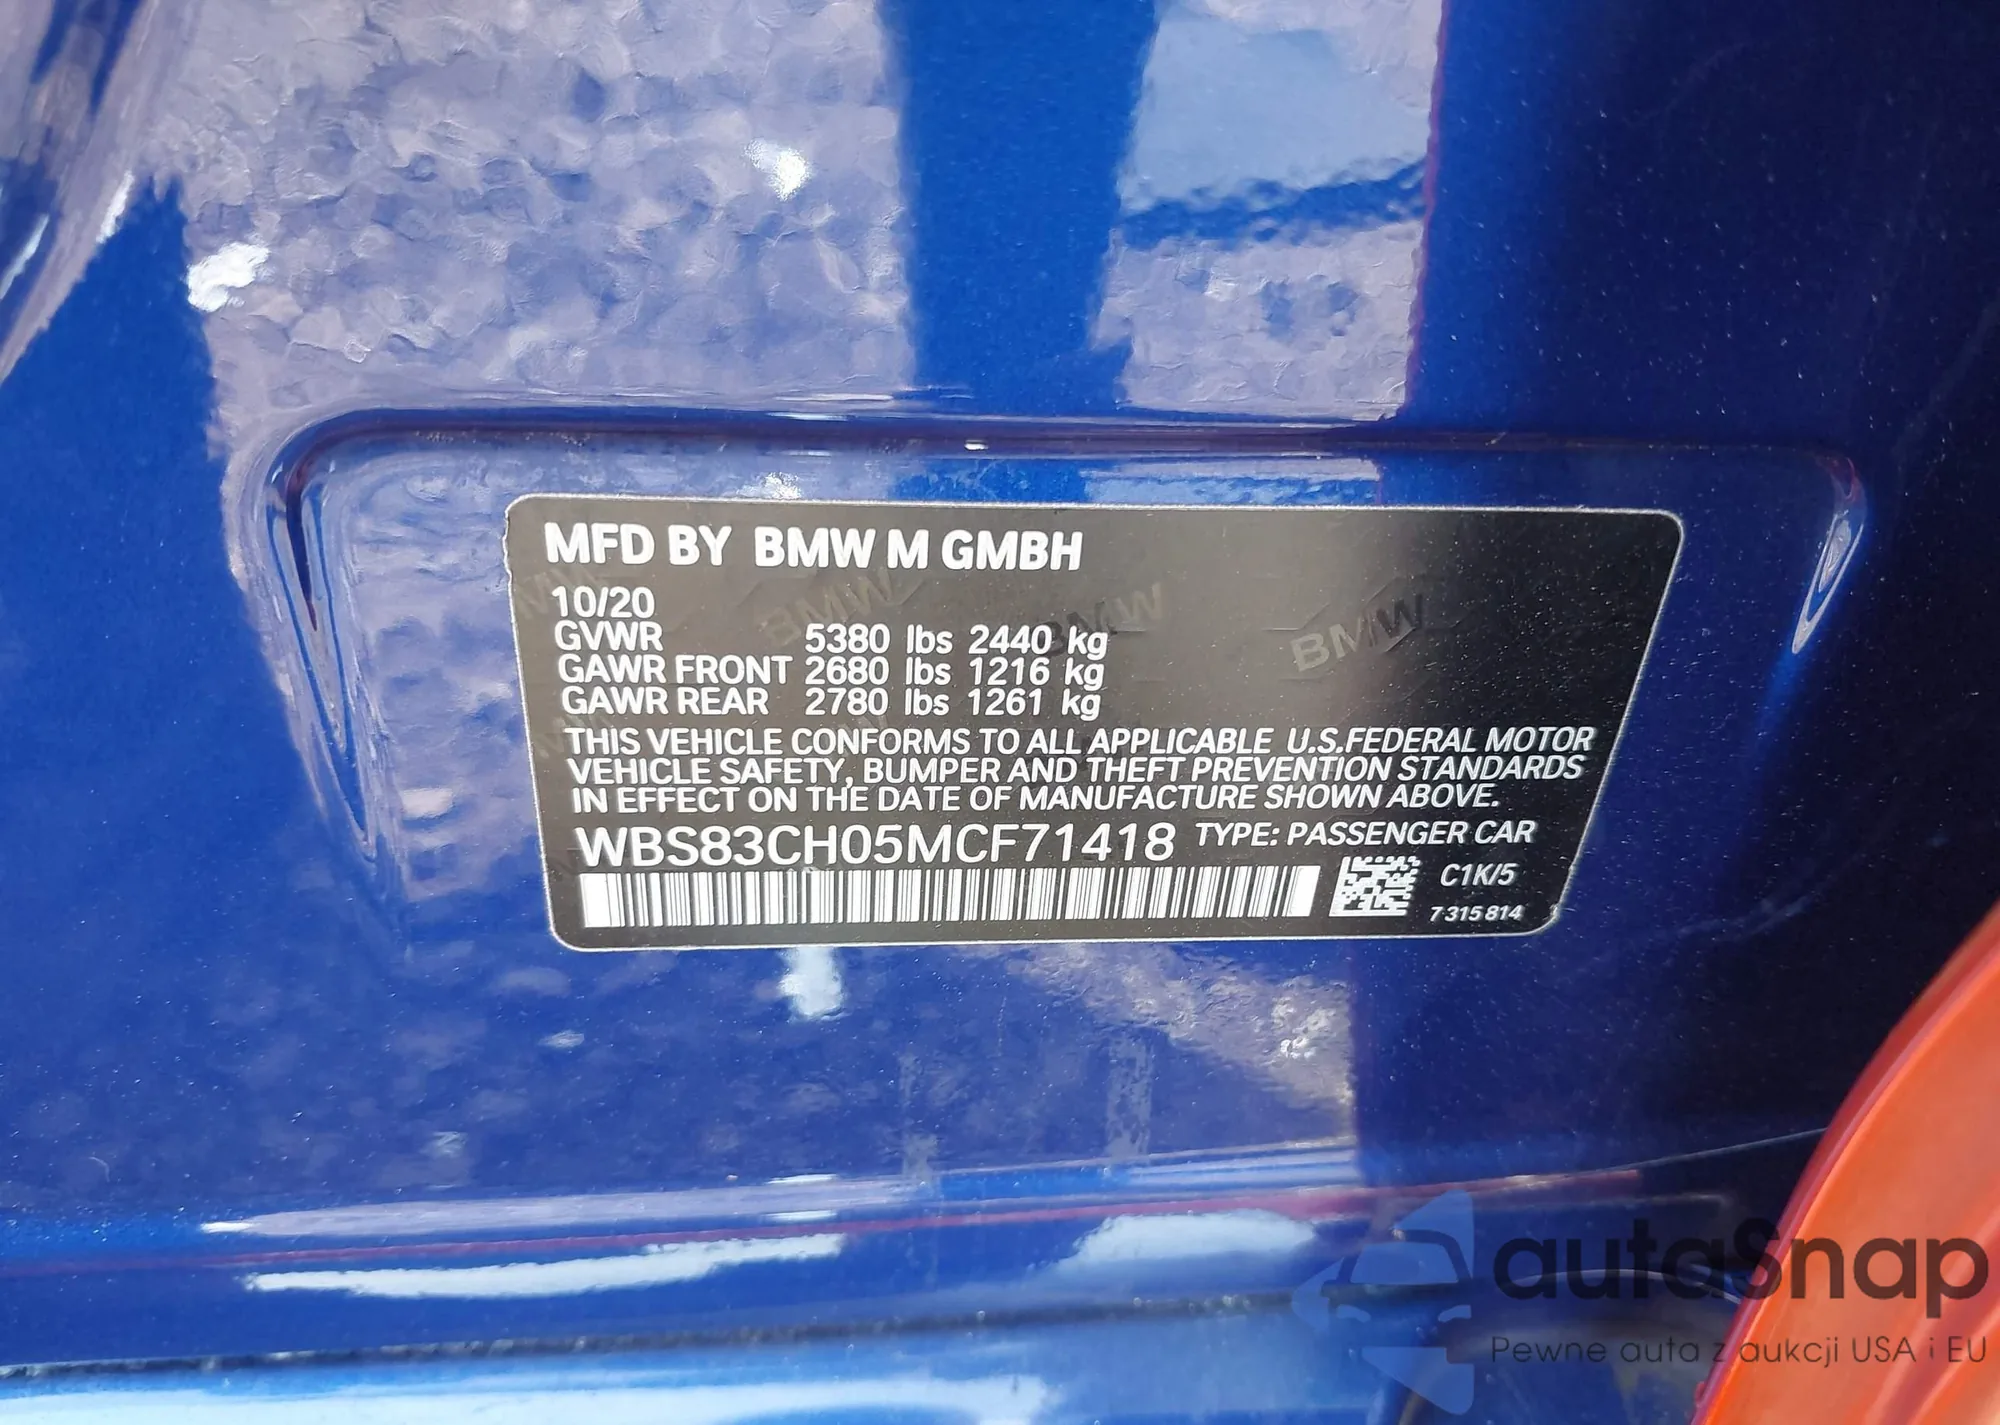 MFD BY BMW M GMBH
10/20
GVWR 5380 lbs 2440 kg
GAWR FRONT 2680 lbs 1216 kg
GAWR REAR 2780 lbs 1261 kg
THIS VEHICLE CONFORMS TO ALL APPLICABLE U.S.FEDERAL MOTOR
VEHICLE SAFETY, BUMPER AND THEFT PREVENTION STANDARDS
IN EFFECT ON THE DATE OF MANUFACTURE SHOWN ABOVE.
WBS83CH05MCF71418 TYPE: PASSENGER CAR
C1K/5
7 315 814
autaSnap
Pewne auta z aukcji USA i EU